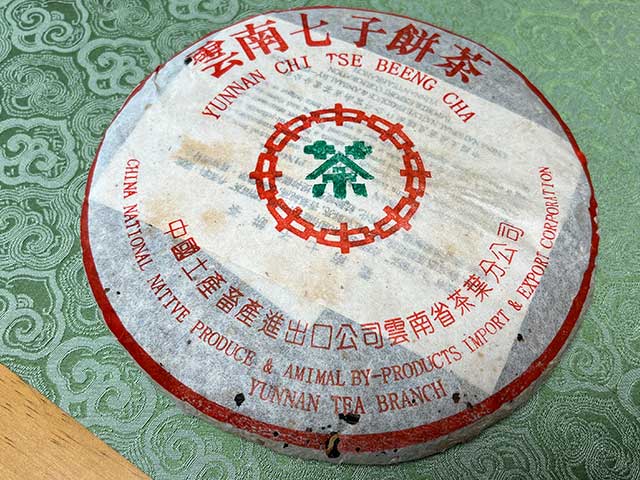 雲南七子餅茶
YUNNAN CHI TSE BEENG CHA
茶
中國土產畜產進出口公司雲南省茶葉分公司
CHINA NATIONAL NATIVE PRODUCE & AMIMAL BY-PRODUCTS IMPORT & EXPORT CORPORATION
YUNNAN TEA BRANCH